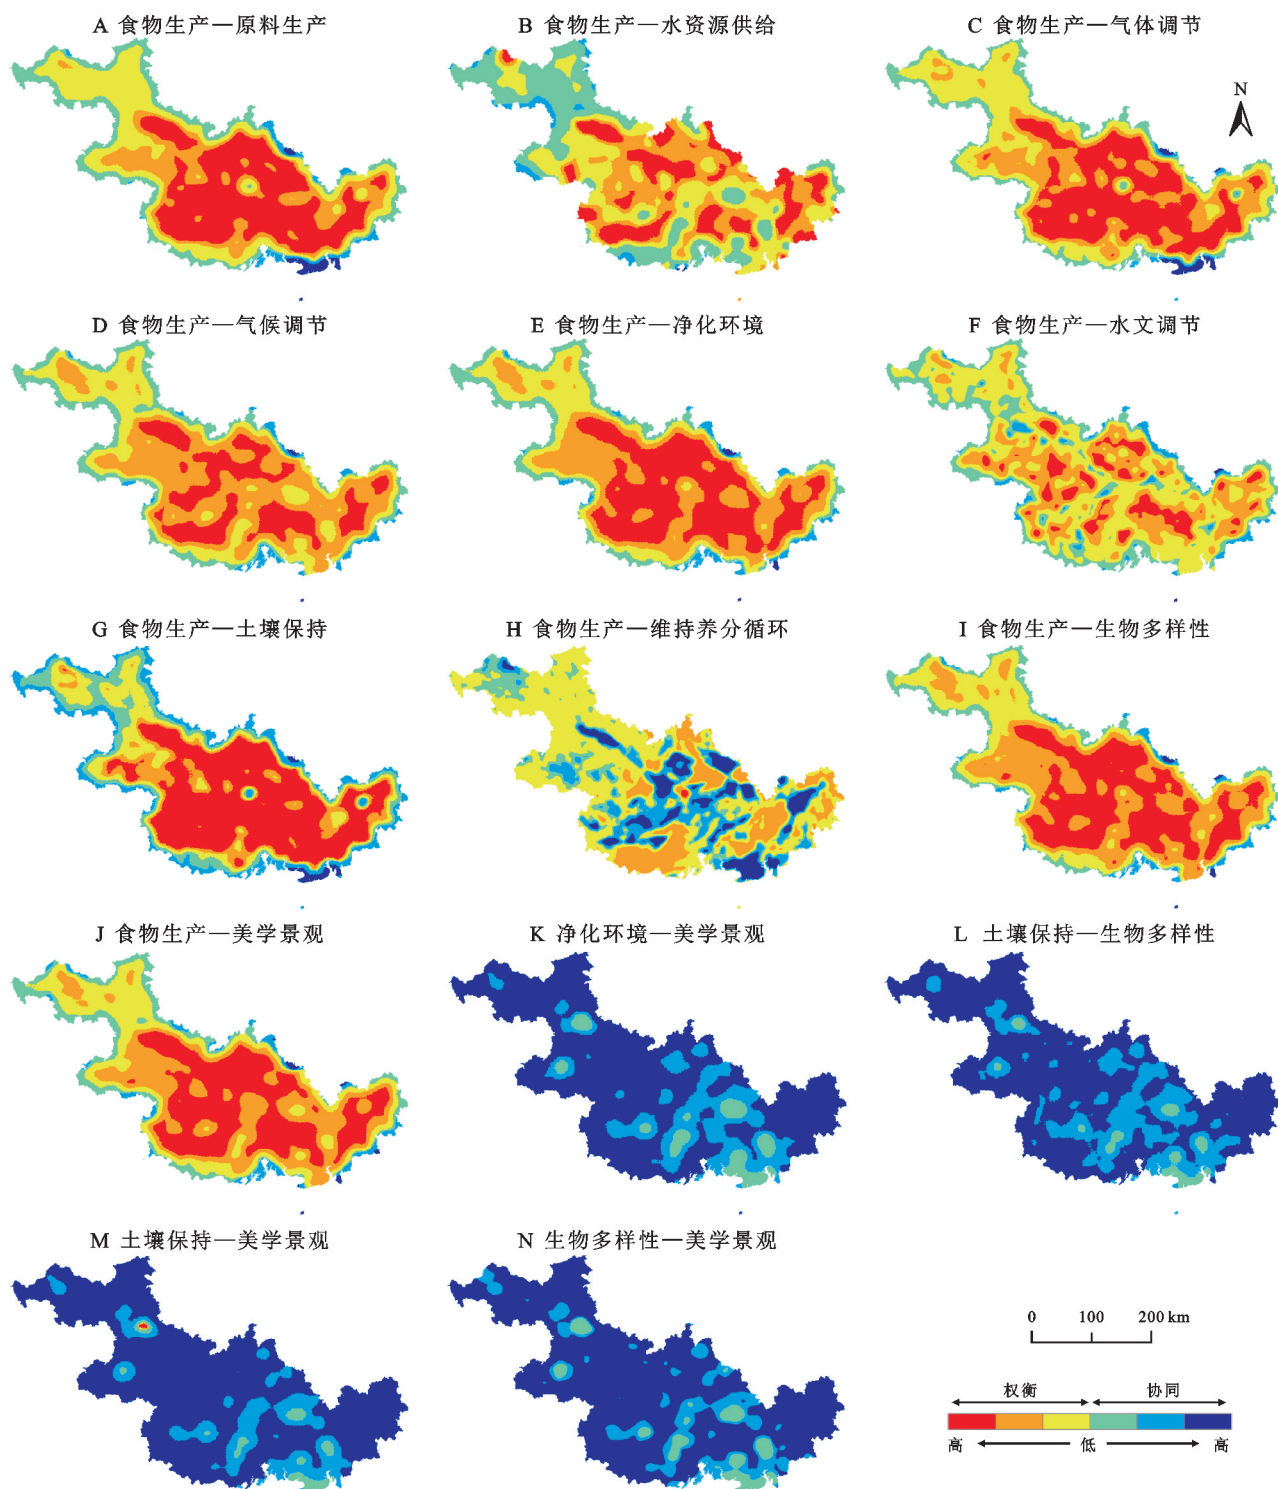 A 食物生产—原料生产
B 食物生产—水资源供给
C 食物生产—气体调节
N
D 食物生产—气候调节
E 食物生产—净化环境
F 食物生产—水文调节
G 食物生产—土壤保持
H 食物生产—维持养分循环
I 食物生产—生物多样性
J 食物生产—美学景观
K 净化环境—美学景观
L 土壤保持—生物多样性
M 土壤保持—美学景观
N 生物多样性—美学景观
0 100 200 km
权衡 协同
高 低 高